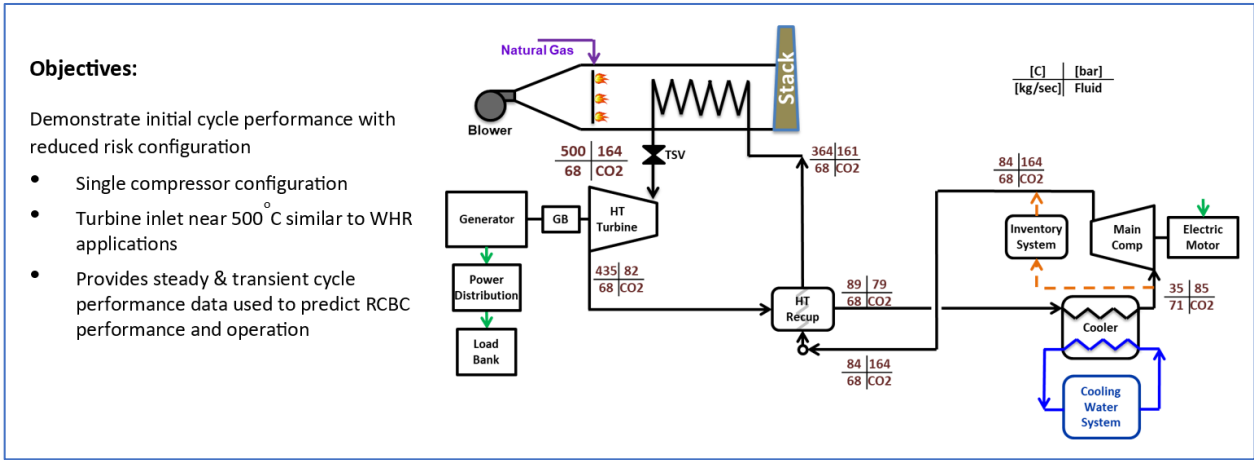 Objectives:
Demonstrate initial cycle performance with
reduced risk configuration
• Single compressor configuration
• Turbine inlet near 500°C similar to WHR
applications
• Provides steady & transient cycle
performance data used to predict RCBC
performance and operation
Natural Gas
Blower
Stack
[C] [bar]
[kg/sec] Fluid
500 164
68 CO2
TSV
364 161
68 CO2
84 164
68 CO2
Generator
GB
HT
Turbine
Inventory
System
Main
Comp
Electric
Motor
Power
Distribution
435 82
68 CO2
89 79
68 CO2
35 85
71 CO2
HT
Recup
Cooler
Load
Bank
84 164
68 CO2
Cooling
Water
System